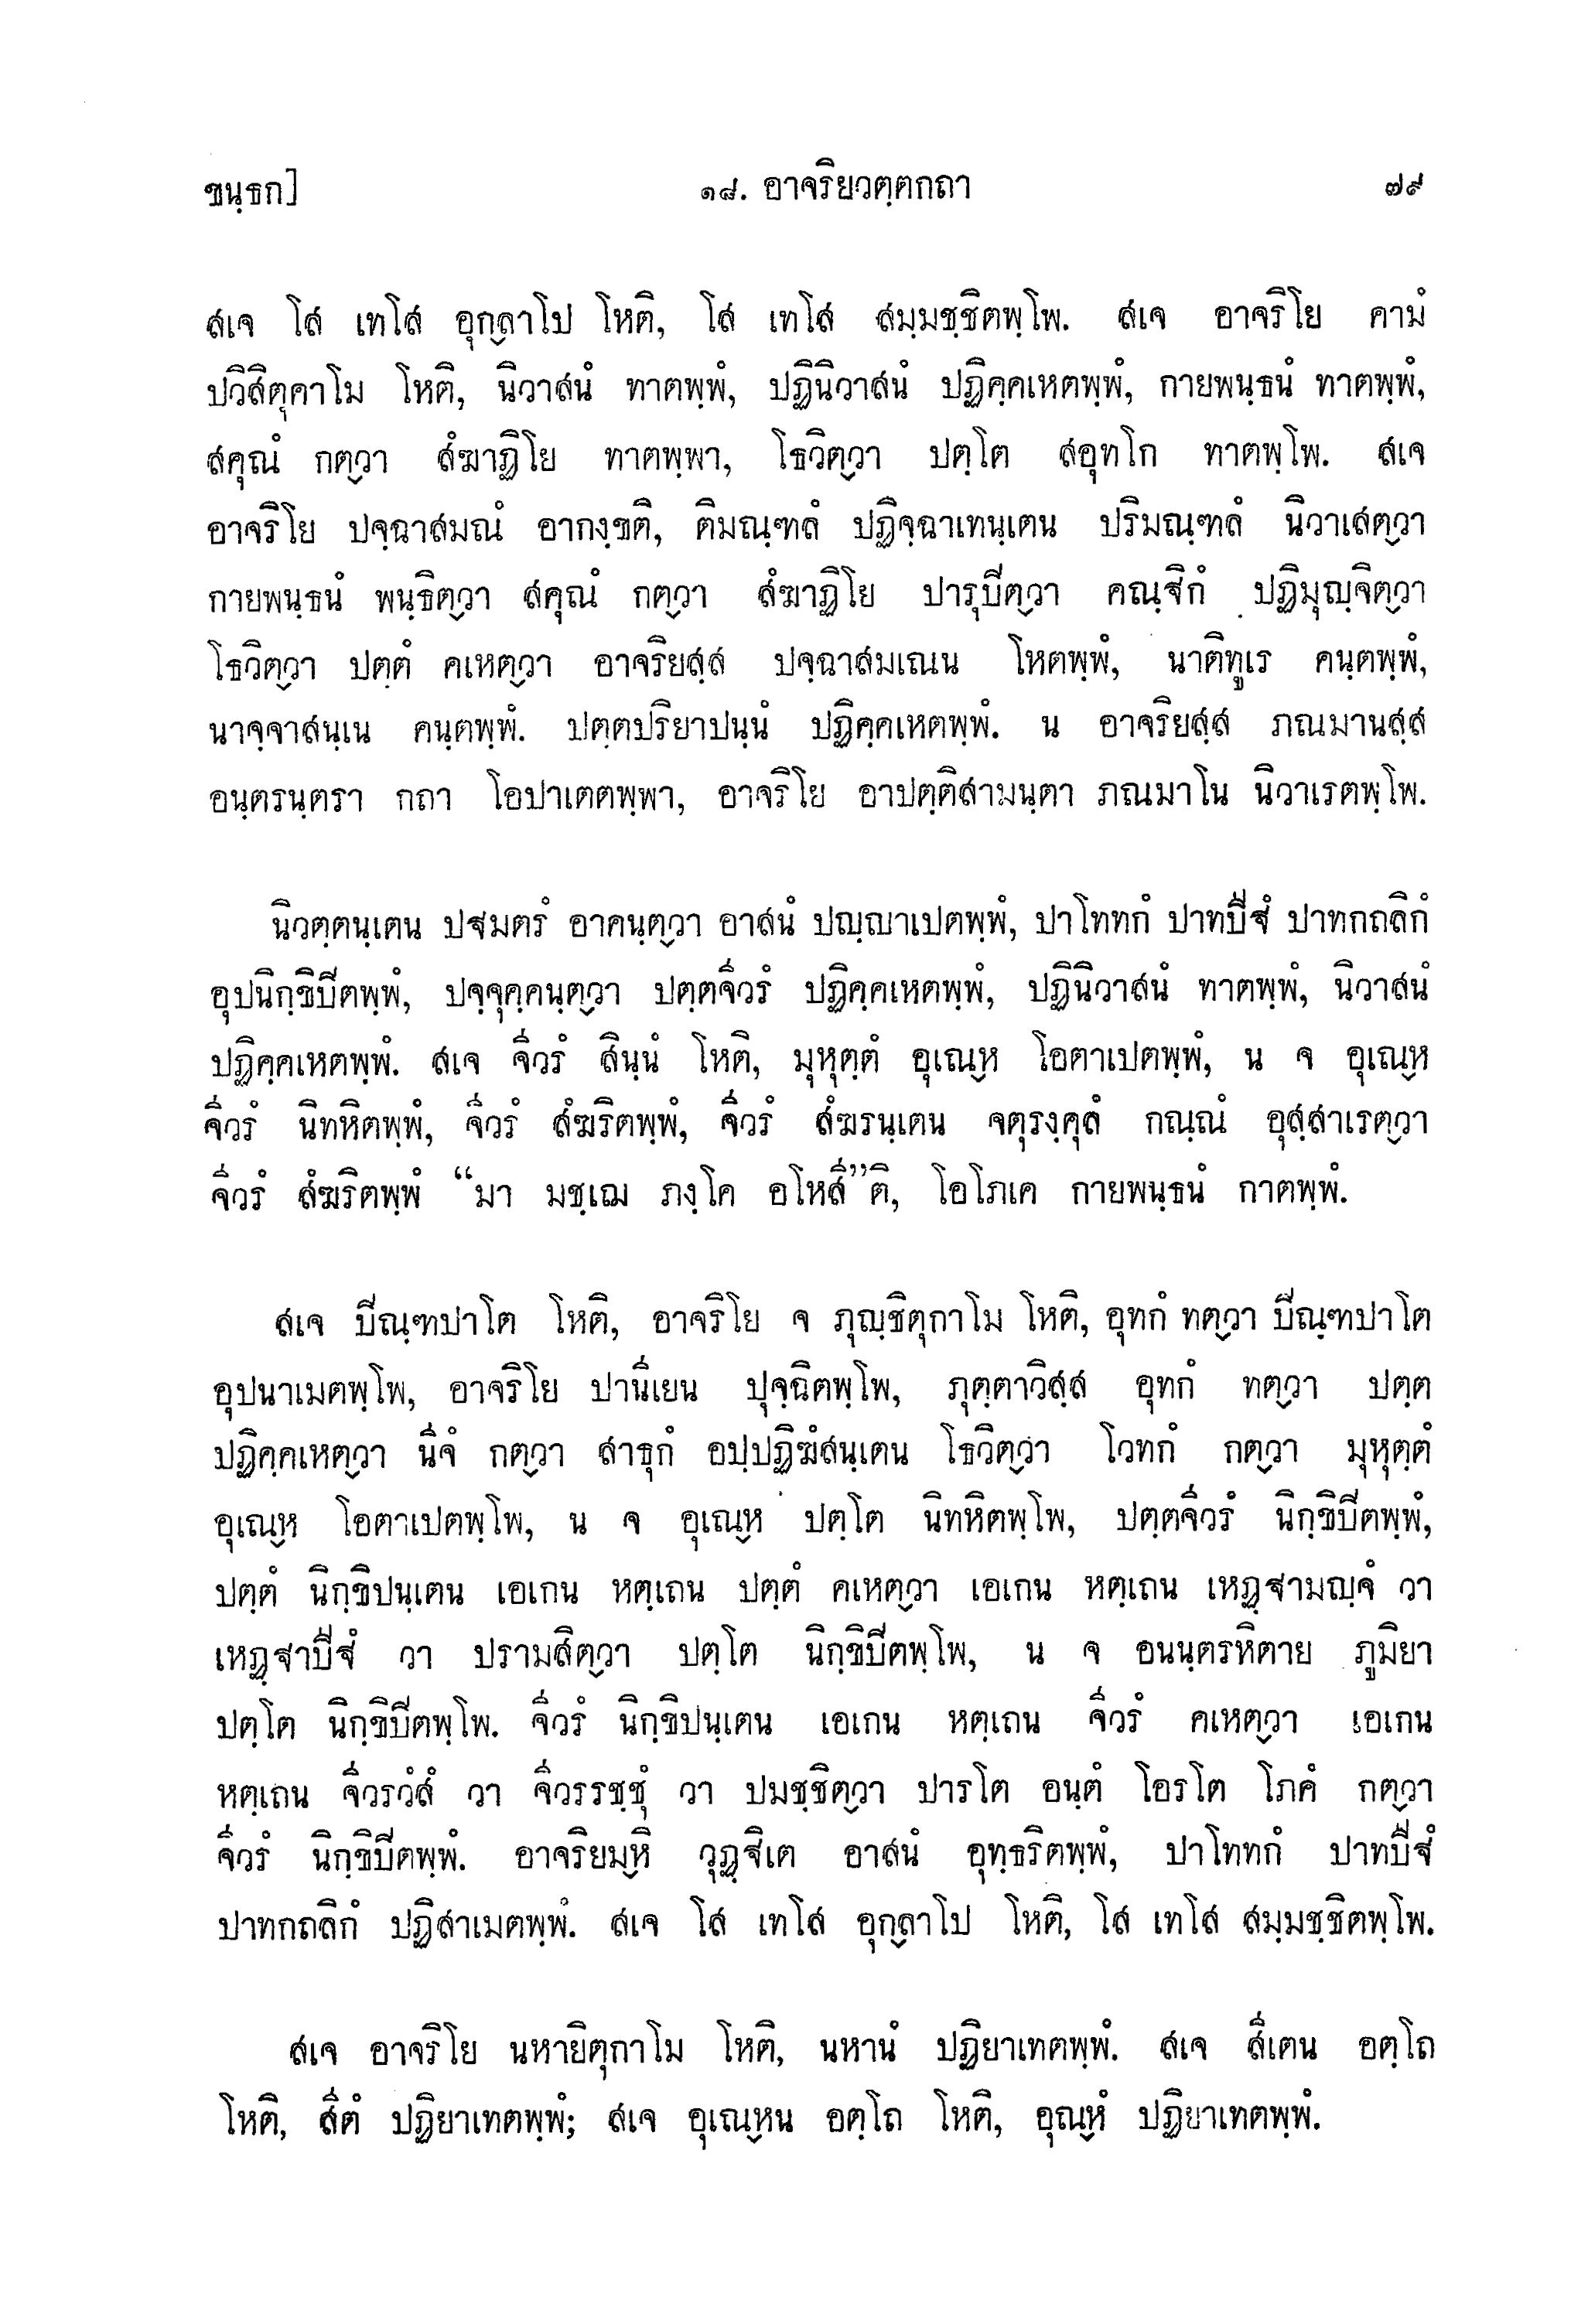 ขนฺธก] ๑๘. อาจริยวตฺตกถา ๗๙
สเจ โส เทโส อุกฺลาโป โหติ, โส เทโส สมฺมชฺชิตพฺโพ. สเจ อาจริโย คามํ
ปวิสิตุคาโม โหติ, นิวาสนํ ทาตพฺพํ, ปฏินิวาสนํ ปฏิคฺคเหตพฺพํ, กายพนฺธนํ ทาตพฺพํ,
สคุณํ กตฺวา สํฆาฏิโย ทาตพฺพา, โธวิตฺวา ปตฺโต สอุทโก ทาตพฺโพ. สเจ
อาจริโย ปจฺฉาสมณํ อากงฺขติ, ติมณฺฑลํ ปฏิจฺฉาเทนฺเตน ปริมณฺฑลํ นิวาเสตฺวา
กายพนฺธนํ พนฺธิตฺวา สคุณํ กตฺวา สํฆาฏิโย ปารุปิตฺวา คณฺฐิกํ ปฏิมุญฺจิตฺวา
โธวิตฺวา ปตฺตํ คเหตฺวา อาจริยสฺส ปจฺฉาสมเณน โหตพฺพํ, นาติทูเร คนฺตพฺพํ,
นาจฺจาสนฺเน คนฺตพฺพํ. ปตฺตปริยาปนฺนํ ปฏิคฺคเหตพฺพํ. น อาจริยสฺส ภณมานสฺส
อนฺตรนฺตรา กถา โอปาเตตพฺพา, อาจริโย อาปตฺติสามนฺตา ภณมาโน นิวาเรตพฺโพ.
นิวตฺตนฺเตน ปฐมตรํ อาคนฺตฺวา อาสนํ ปญฺญาเปตพฺพํ, ปาโททกํ ปาทปีฐํ ปาทกถลิกํ
อุปนิกฺขิปิตพฺพํ, ปจฺจุคฺคนฺตฺวา ปตฺตจีวรํ ปฏิคฺคเหตพฺพํ, ปฏินิวาสนํ ทาตพฺพํ, นิวาสนํ
ปฏิคฺคเหตพฺพํ. สเจ จีวรํ สินฺนํ โหติ, มุหุตฺตํ อุเณฺห โอตาเปตพฺพํ, น จ อุเณฺห
จีวรํ นิทหิตพฺพํ, จีวรํ สํฆริตพฺพํ, จีวรํ สํฆรนฺเตน จตุรงฺคุลํ กณฺณํ อุสฺสาเรตฺวา
จีวรํ สํฆริตพฺพํ “มา มชฺเฌ ภงฺโค อโหสี”ติ, โอโภเค กายพนฺธนํ กาตพฺพํ.
สเจ ปิณฺฑปาโต โหติ, อาจริโย จ ภุญฺชิตุกาโม โหติ, อุทกํ ทตฺวา ปิณฺฑปาโต
อุปนาเมตพฺโพ, อาจริโย ปานีเยน ปุจฺฉิตพฺโพ, ภุตฺตาวิสฺส อุทกํ ทตฺวา ปตฺต
ปฏิคฺคเหตฺวา นีจํ กตฺวา สาธุกํ อปฺปฏิฆํสนฺเตน โธวิตฺวา โวทกํ กตฺวา มุหุตฺตํ
อุเณฺห โอตาเปตพฺโพ, น จ อุเณฺห ปตฺโต นิทหิตพฺโพ, ปตฺตจีวรํ นิกฺขิปิตพฺพํ,
ปตฺตํ นิกฺขิปนฺเตน เอเกน หตฺเถน ปตฺตํ คเหตฺวา เอเกน หตฺเถน เหฏฺฐามญฺจํ วา
เหฏฺฐาปีฐํ วา ปรามสิตฺวา ปตฺโต นิกฺขิปิตพฺโพ, น จ อนนฺตรหิตาย ภูมิยา
ปตฺโต นิกฺขิปิตพฺโพ. จีวรํ นิกฺขิปนฺเตน เอเกน หตฺเถน จีวรํ คเหตฺวา เอเกน
หตฺเถน จีวรวํสํ วา จีวรรชฺชุํ วา ปมชฺชิตฺวา ปารโต อนฺตํ โอรโต โภคํ กตฺวา
จีวรํ นิกฺขิปิตพฺพํ. อาจริยมฺหิ วุฏฺฐิเต อาสนํ อุทฺธริตพฺพํ, ปาโททกํ ปาทปีฐํ
ปาทกถลิกํ ปฏิสาเมตพฺพํ. สเจ โส เทโส อุกฺลาโป โหติ, โส เทโส สมฺมชฺชิตพฺโพ.
สเจ อาจริโย นหายิตุกาโม โหติ, นหานํ ปฏิยาเทตพฺพํ. สเจ สีเตน อตฺโถ
โหติ, สีตํ ปฏิยาเทตพฺพํ; สเจ อุเณฺหน อตฺโถ โหติ, อุณฺหํ ปฏิยาเทตพฺพํ.